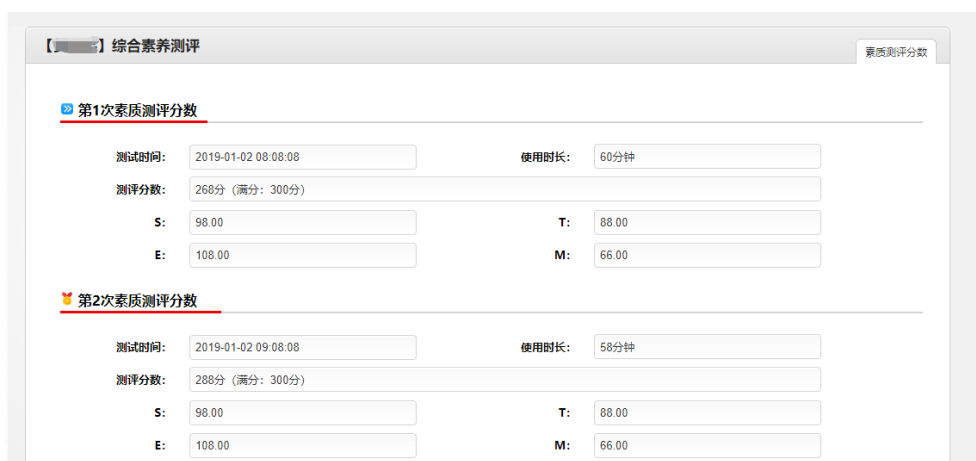 【】综合素养测评
素质测评分数
第1次素质测评分数
测试时间: 2019-01-02 08:08:08 使用时长: 60分钟
测评分数: 268分（满分：300分）
S: 98.00 T: 88.00
E: 108.00 M: 66.00
第2次素质测评分数
测试时间: 2019-01-02 09:08:08 使用时长: 58分钟
测评分数: 288分（满分：300分）
S: 98.00 T: 88.00
E: 108.00 M: 66.00